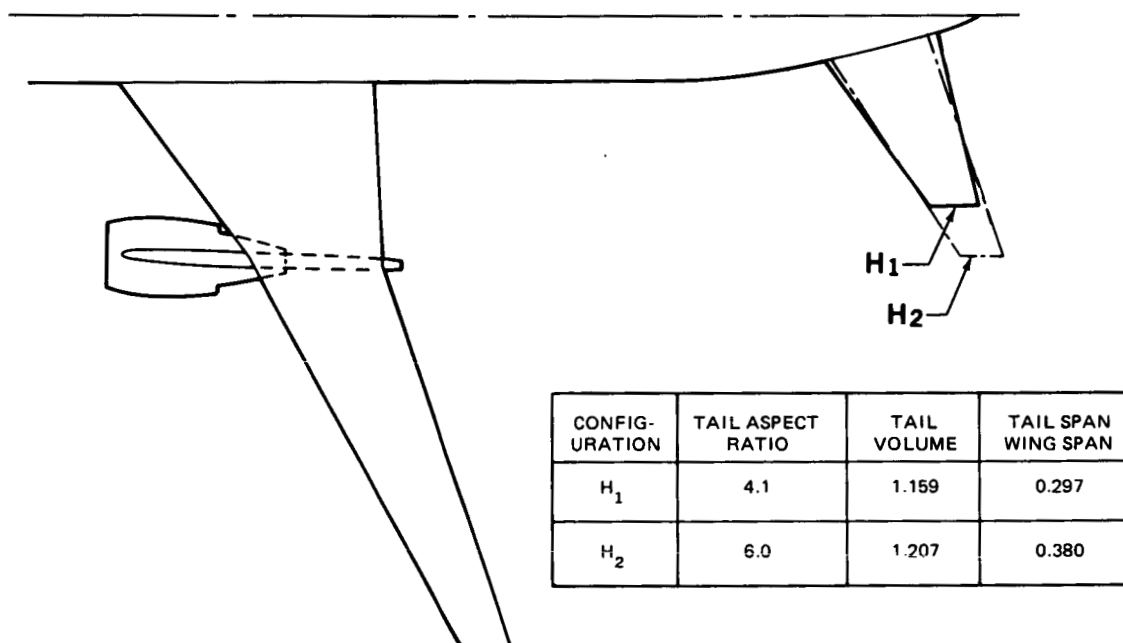 H1
H2
CONFIG-
URATION
TAIL ASPECT
RATIO
TAIL
VOLUME
TAIL SPAN
WING SPAN
H1
4.1
1.159
0.297
H2
6.0
1.207
0.380